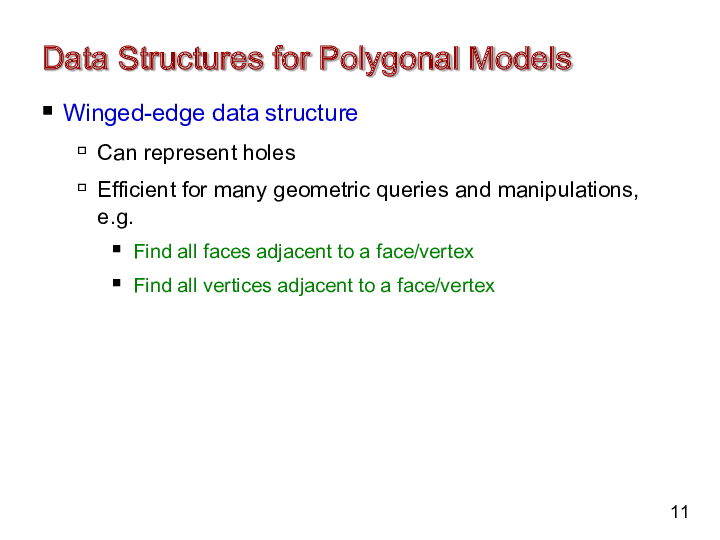 Data Structures for Polygonal Models
Winged-edge data structure
Can represent holes
Efficient for many geometric queries and manipulations,
e.g.
Find all faces adjacent to a face/vertex
Find all vertices adjacent to a face/vertex
11